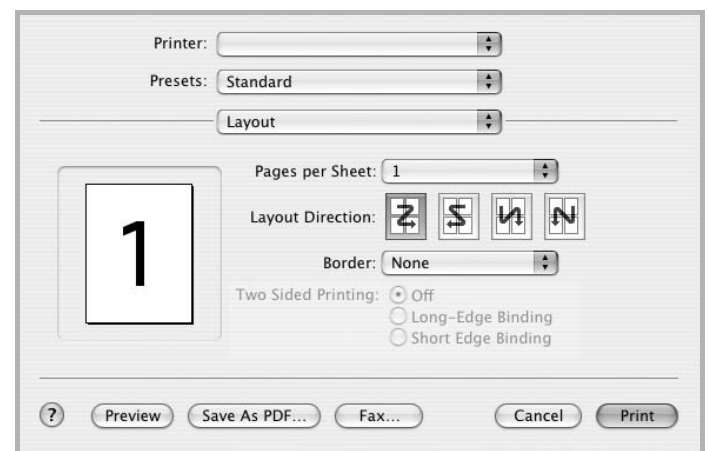 Printer:
Presets: Standard
Layout
Pages per Sheet: 1
Layout Direction:
1
Border: None
Two Sided Printing: Off
Long-Edge Binding
Short Edge Binding
? Preview Save As PDF... Fax... Cancel Print